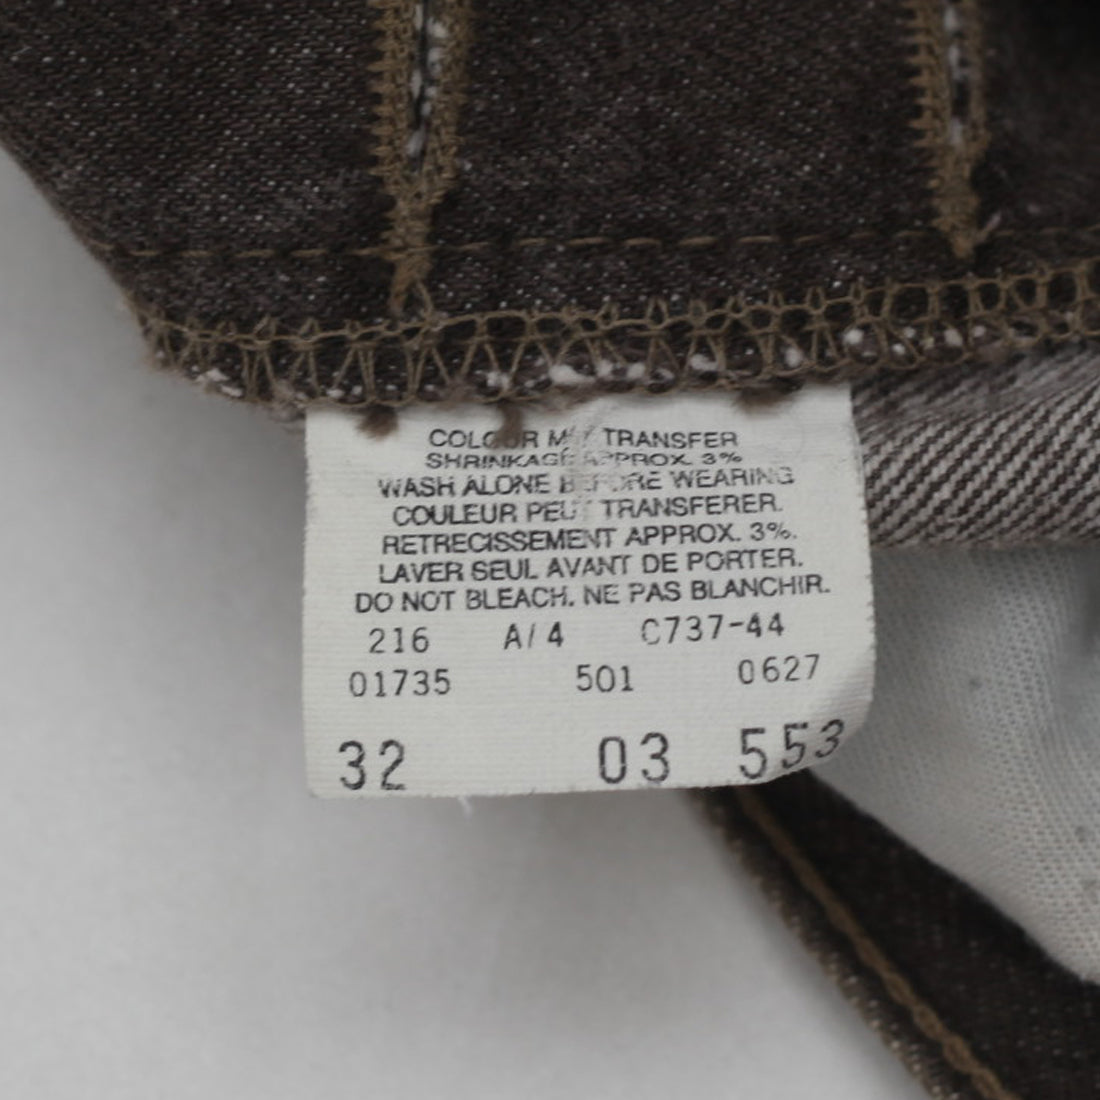 COLOUR MAY TRANSFER
SHRINKAGE APPROX. 3%
WASH ALONE BEFORE WEARING
COULEUR PEUT TRANSFERER.
RETRECISSEMENT APPROX. 3%.
LAVER SEUL AVANT DE PORTER.
DO NOT BLEACH. NE PAS BLANCHIR.
216 A/4 C737-44
01735 501 0627
32 03 553